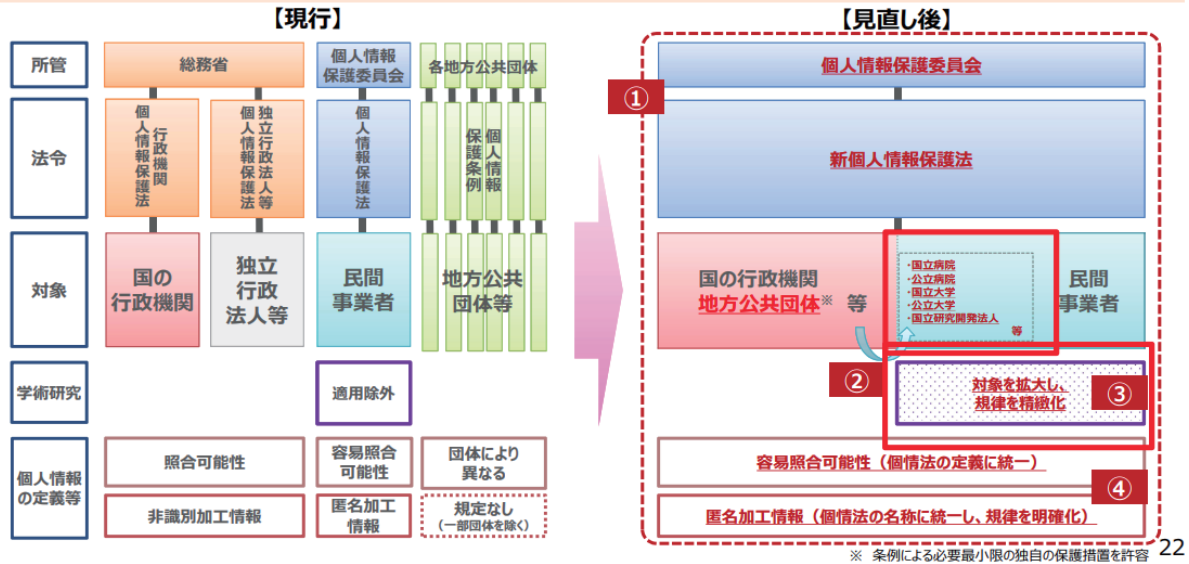 【現行】
【見直し後】
所管
総務省
個人情報
保護委員会
各地方公共団体
個人情報保護委員会
①
法令
行政機関
個人情報保護法
独立行政法人等
個人情報保護法
個人情報保護法
個人情報
保護条例
新個人情報保護法
対象
国の
行政機関
独立
行政
法人等
民間
事業者
地方公共
団体等
国の行政機関
地方公共団体※ 等
・国立病院
・公立病院
・国立大学
・公立大学
・国立研究開発法人
等
民間
事業者
学術研究
適用除外
②
対象を拡大し、
規律を精緻化
③
個人情報
の定義等
照合可能性
容易照合
可能性
団体により
異なる
容易照合可能性（個情法の定義に統一）
④
非識別加工情報
匿名加工
情報
規定なし
（一部団体を除く）
匿名加工情報（個情法の名称に統一し、規律を明確化）
※ 条例による必要最小限の独自の保護措置を許容
22